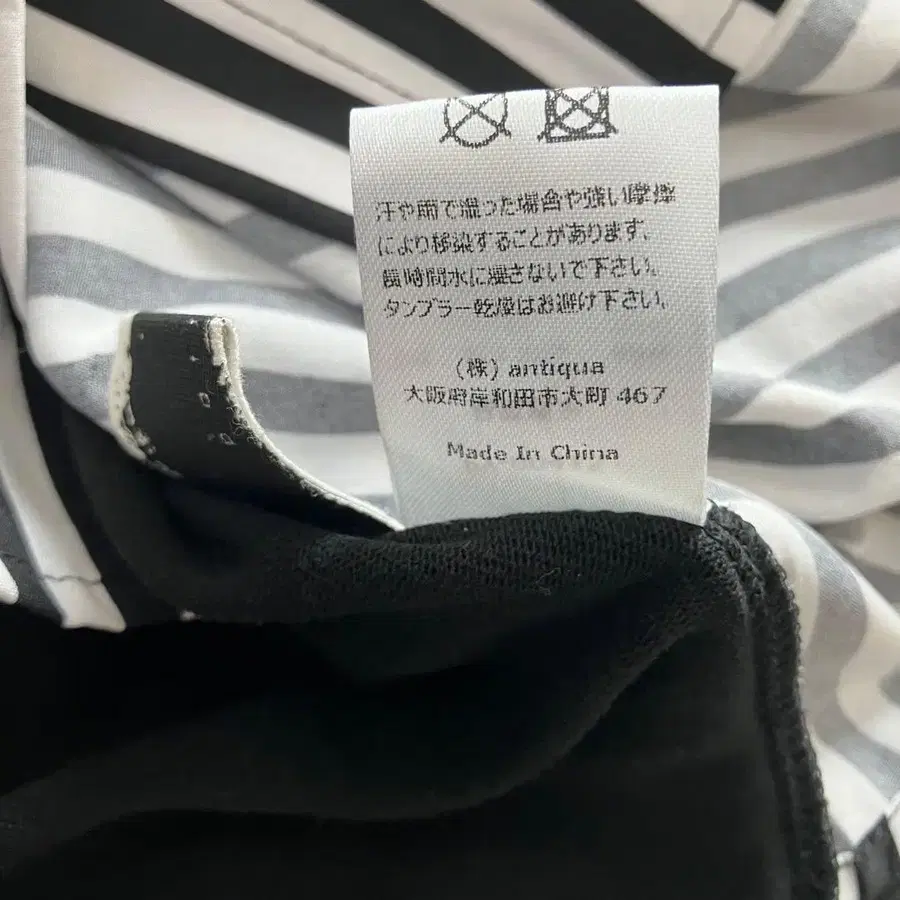 汗や雨で湿った場合や強い摩擦
により移染することがあります。
長時間水に浸さないで下さい。
タンブラー乾燥はお避け下さい。
(株) antiqua
大阪府岸和田市大町 467
Made In China